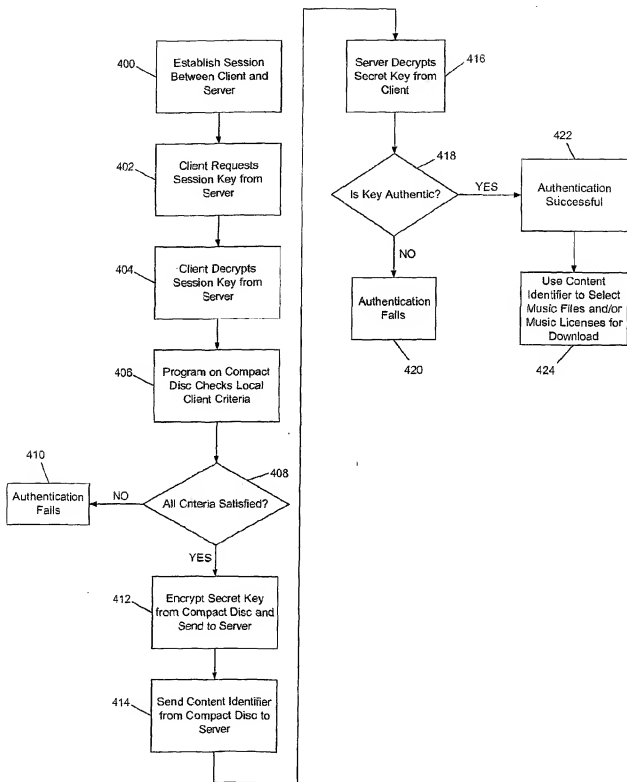 400
Establish Session
Between Client and
Server
402
Client Requests
Session Key from
Server
404
Client Decrypts
Session Key from
Server
406
Program on Compact
Disc Checks Local
Client Criteria
408
All Criteria Satisfied?
NO
410
Authentication
Fails
YES
412
Encrypt Secret Key
from Compact Disc and
Send to Server
414
Send Content Identifier
from Compact Disc to
Server
Server Decrypts
Secret Key from
Client
416
418
Is Key Authentic?
YES
422
Authentication
Successful
NO
Authentication
Fails
420
Use Content
Identifier to Select
Music Files and/or
Music Licenses for
Download
424